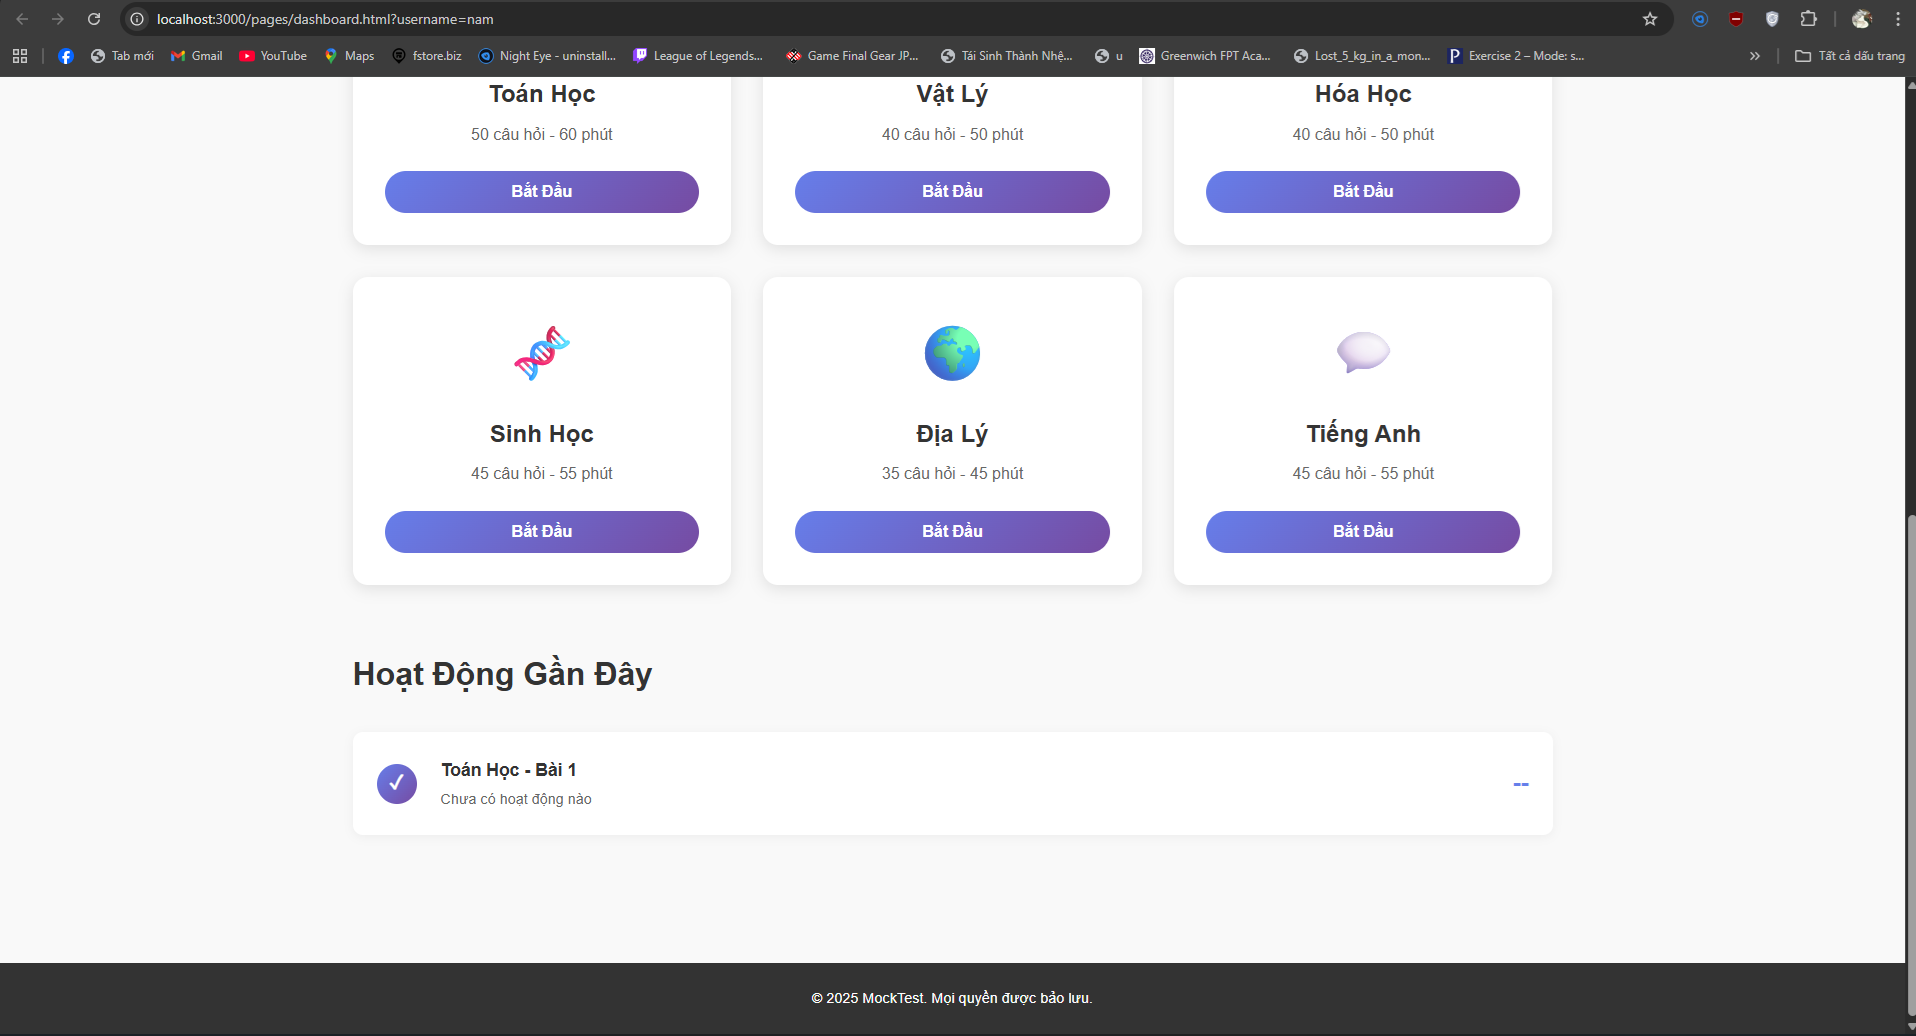 localhost:3000/pages/dashboard.html?username=nam
Tab mới
Gmail
YouTube
Maps
fstore.biz
Night Eye - uninstall...
League of Legends...
Game Final Gear JP...
Tái Sinh Thành Nhệ...
u
Greenwich FPT Aca...
Lost_5_kg_in_a_mon...
Exercise 2 – Mode: s...
Tất cả dấu trang
Toán Học
Vật Lý
Hóa Học
50 câu hỏi - 60 phút
40 câu hỏi - 50 phút
40 câu hỏi - 50 phút
Bắt Đầu
Bắt Đầu
Bắt Đầu
Sinh Học
Địa Lý
Tiếng Anh
45 câu hỏi - 55 phút
35 câu hỏi - 45 phút
45 câu hỏi - 55 phút
Bắt Đầu
Bắt Đầu
Bắt Đầu
Hoạt Động Gần Đây
Toán Học - Bài 1
Chưa có hoạt động nào
--
© 2025 MockTest. Mọi quyền được bảo lưu.